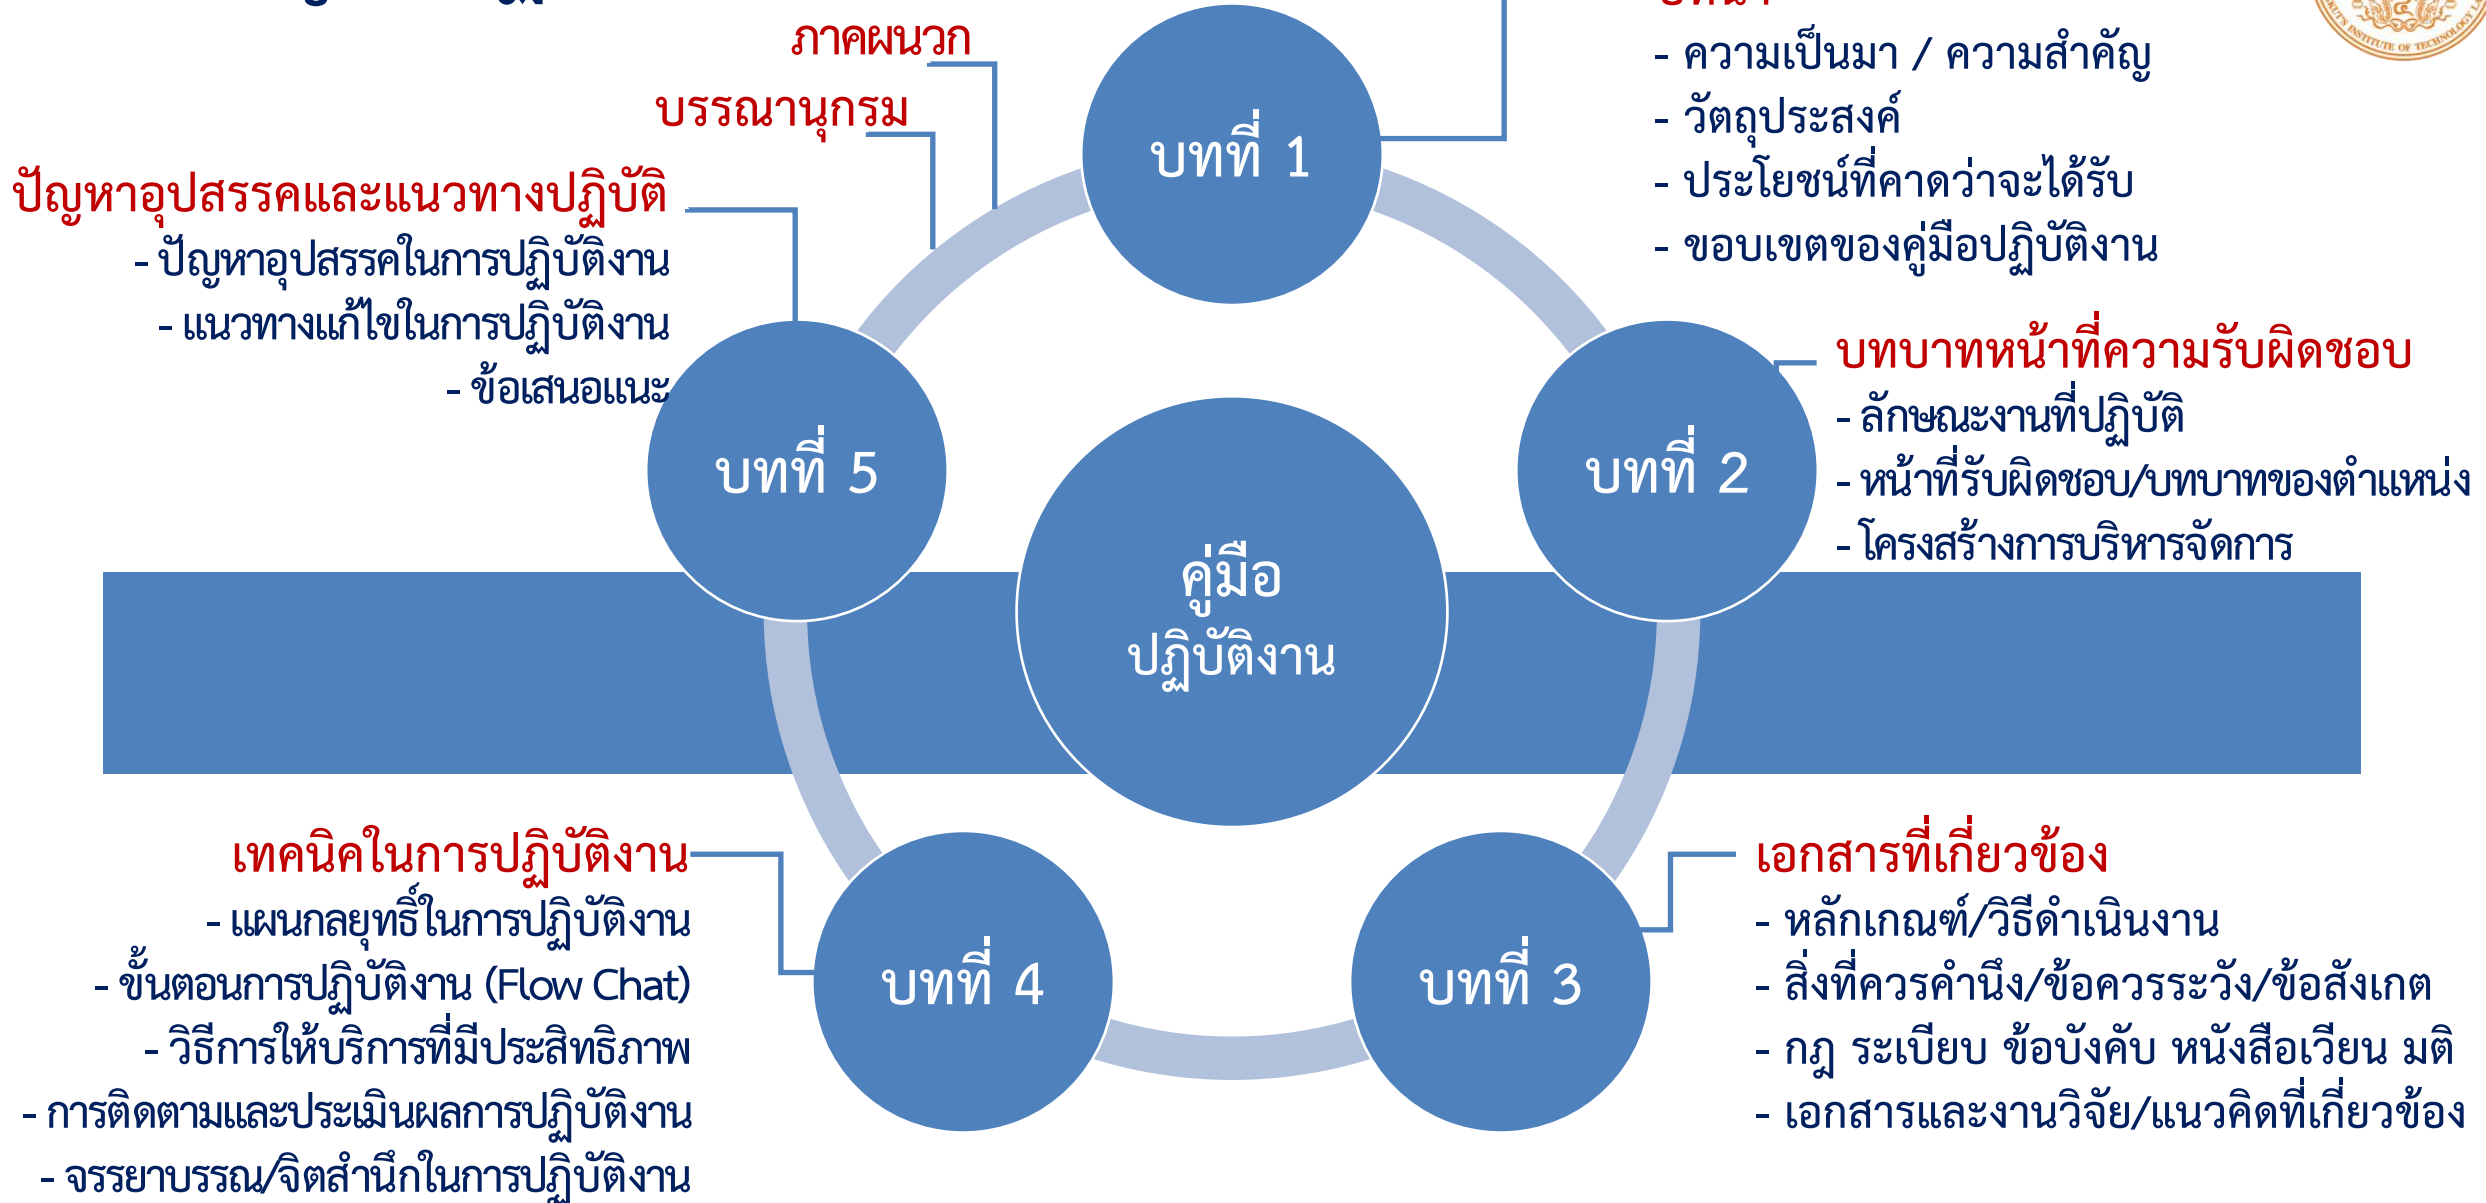 ภาคผนวก
บรรณานุกรม
บทที่ 1
- ความเป็นมา / ความสำคัญ
- วัตถุประสงค์
- ประโยชน์ที่คาดว่าจะได้รับ
- ขอบเขตของคู่มือปฏิบัติงาน
บทบาทหน้าที่ความรับผิดชอบ
- ลักษณะงานที่ปฏิบัติ
- หน้าที่รับผิดชอบ/บทบาทของตำแหน่ง
- โครงสร้างการบริหารจัดการ
บทที่ 2
ปัญหาอุปสรรคและแนวทางปฏิบัติ
- ปัญหาอุปสรรคในการปฏิบัติงาน
- แนวทางแก้ไขในการปฏิบัติงาน
- ข้อเสนอแนะ
บทที่ 5
คู่มือ
ปฏิบัติงาน
เทคนิคในการปฏิบัติงาน
- แผนกลยุทธิ์ในการปฏิบัติงาน
- ขั้นตอนการปฏิบัติงาน (Flow Chat)
- วิธีการให้บริการที่มีประสิทธิภาพ
- การติดตามและประเมินผลการปฏิบัติงาน
- จรรยาบรรณ/จิตสำนึกในการปฏิบัติงาน
บทที่ 4
บทที่ 3
เอกสารที่เกี่ยวข้อง
- หลักเกณฑ์/วิธีดำเนินงาน
- สิ่งที่ควรคำนึง/ข้อควรระวัง/ข้อสังเกต
- กฎ ระเบียบ ข้อบังคับ หนังสือเวียน มติ
- เอกสารและงานวิจัย/แนวคิดที่เกี่ยวข้อง